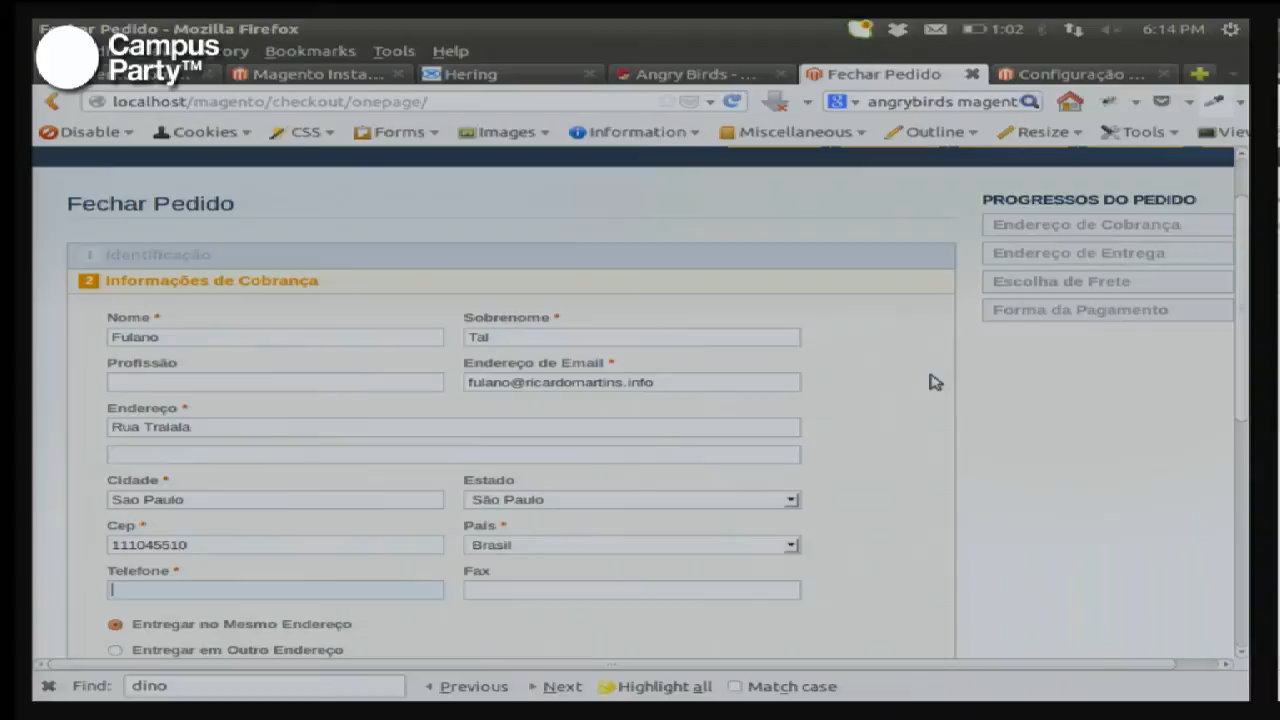 Fechar Pedido - Mozilla Firefox
1:02
6:14 PM
Campus
Party™
ory Bookmarks Tools Help
Magento Insta...
Hering
Angry Birds - ...
Fechar Pedido
Configuração ...
localhost/magento/checkout/onepage/
angrybirds magent
Disable
Cookies
CSS
Forms
Images
Information
Miscellaneous
Outline
Resize
Tools
View
Fechar Pedido
PROGRESSOS DO PEDIDO
Endereço de Cobrança
Endereço de Entrega
Escolha de Frete
Forma da Pagamento
1 Identificação
2 Informações de Cobrança
Nome *
Sobrenome *
Fulano
Tal
Profissão
Endereço de Email *
fulano@ricardomartins.info
Endereço *
Rua Tralala
Cidade *
Estado
Sao Paulo
São Paulo
Cep *
País *
111045510
Brasil
Telefone *
Fax
Entregar no Mesmo Endereço
Entregar em Outro Endereço
Find: dino
Previous
Next
Highlight all
Match case